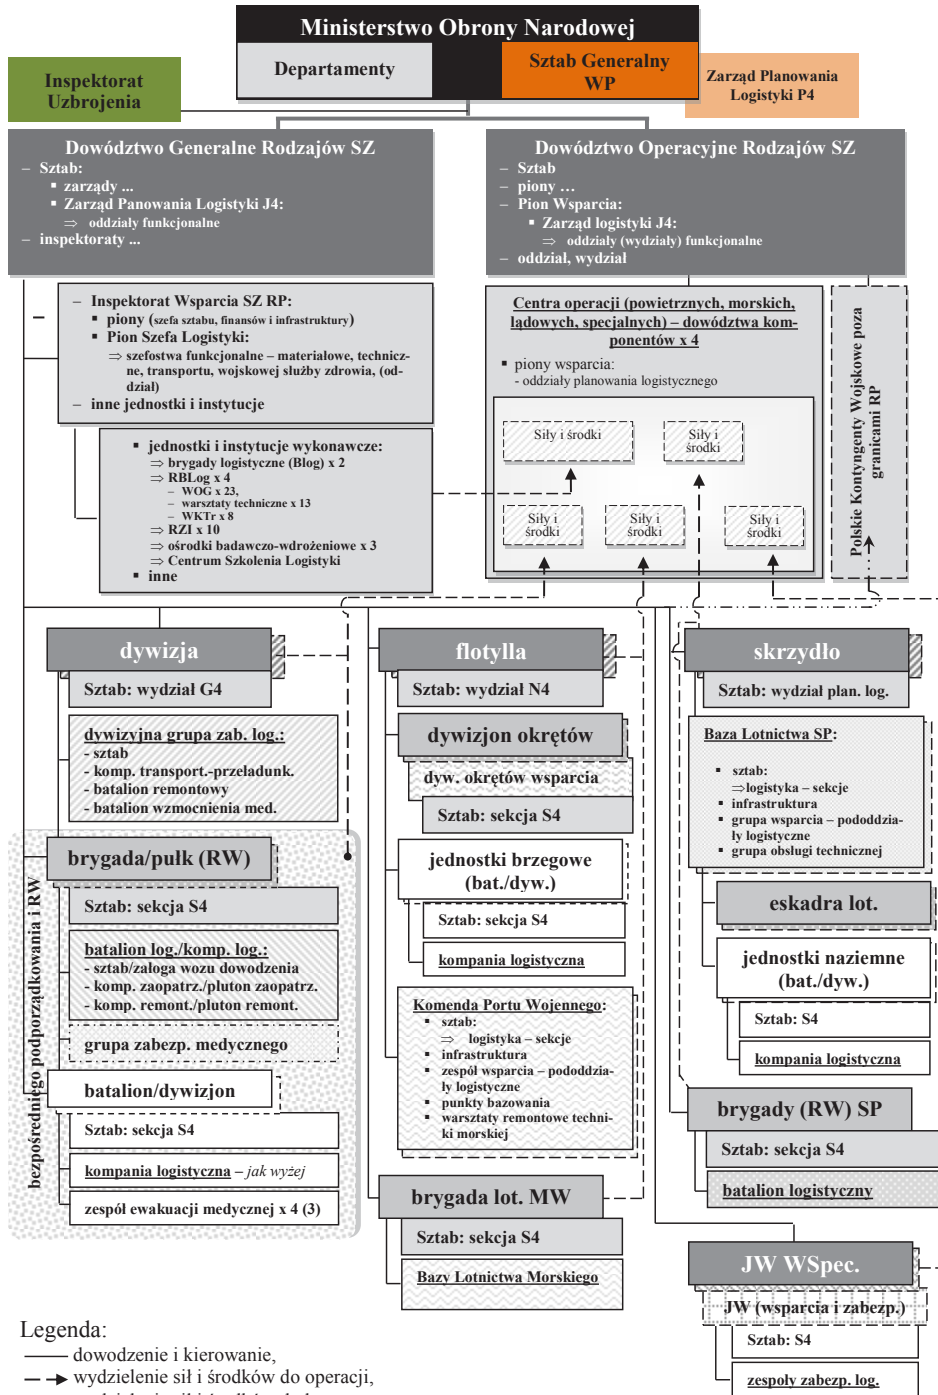 Ministerstwo Obrony Narodowej
Departamenty
Sztab Generalny
WP
Inspektorat
Uzbrojenia
Zarząd Planowania
Logistyki P4
Dowództwo Generalne Rodzajów SZ
– Sztab:
▪ zarządy ...
▪ Zarząd Panowania Logistyki J4:
⇒ oddziały funkcjonalne
– inspektoraty ...
Dowództwo Operacyjne Rodzajów SZ
– Sztab
– piony …
– Pion Wsparcia:
▪ Zarząd logistyki J4:
⇒ oddziały (wydziały) funkcjonalne
– oddział, wydział
– Inspektorat Wsparcia SZ RP:
▪ piony (szefa sztabu, finansów i infrastruktury)
▪ Pion Szefa Logistyki:
⇒ szefostwa funkcjonalne – materiałowe, technicz-
ne, transportu, wojskowej służby zdrowia, (od-
dział)
– inne jednostki i instytucje
▪ jednostki i instytucje wykonawcze:
⇒ brygady logistyczne (Blog) x 2
⇒ RBLog x 4
– WOG x 23,
– warsztaty techniczne x 13
– WKTr x 8
⇒ RZI x 10
⇒ ośrodki badawczo-wdrożeniowe x 3
⇒ Centrum Szkolenia Logistyki
▪ inne
Centra operacji (powietrznych, morskich,
lądowych, specjalnych) – dowództwa kom-
ponentów x 4
▪ piony wsparcia:
- oddziały planowania logistycznego
Siły i środki
Siły i
środki
Siły i
środki
Siły i
środki
Siły i
środki
Polskie Kontyngenty Wojskowe poza
granicami RP
dywizja
Sztab: wydział G4
dywizyjna grupa zab. log.:
- sztab
- komp. transport.-przeładunk.
- batalion remontowy
- batalion wzmocnienia med.
bezpośredniego podporządkowania i RW
brygada/pułk (RW)
Sztab: sekcja S4
batalion log./komp. log.:
- sztab/załoga wozu dowodzenia
- komp. zaopatrz./pluton zaopatrz.
- komp. remont./pluton remont.
grupa zabezp. medycznego
batalion/dywizjon
Sztab: sekcja S4
kompania logistyczna – jak wyżej
zespół ewakuacji medycznej x 4 (3)
flotylla
Sztab: wydział N4
dywizjon okrętów
dyw. okrętów wsparcia
Sztab: sekcja S4
jednostki brzegowe
(bat./dyw.)
Sztab: sekcja S4
kompania logistyczna
Komenda Portu Wojennego:
▪ sztab:
⇒ logistyka – sekcje
▪ infrastruktura
▪ zespół wsparcia – pododdzia-
ły logistyczne
▪ punkty bazowania
▪ warsztaty remontowe techni-
ki morskiej
brygada lot. MW
Sztab: sekcja S4
Bazy Lotnictwa Morskiego
skrzydło
Sztab: wydział plan. log.
Baza Lotnictwa SP:
▪ sztab:
⇒logistyka – sekcje
▪ infrastruktura
▪ grupa wsparcia – pododdzia-
ły logistyczne
▪ grupa obsługi technicznej
eskadra lot.
jednostki naziemne
(bat./dyw.)
Sztab: S4
kompania logistyczna
brygady (RW) SP
Sztab: sekcja S4
batalion logistyczny
JW WSpec.
JW (wsparcia i zabezp.)
Sztab: S4
zespoły zabezp. log.
Legenda:
dowodzenie i kierowanie,
wydzielenie sił i środków do operacji,